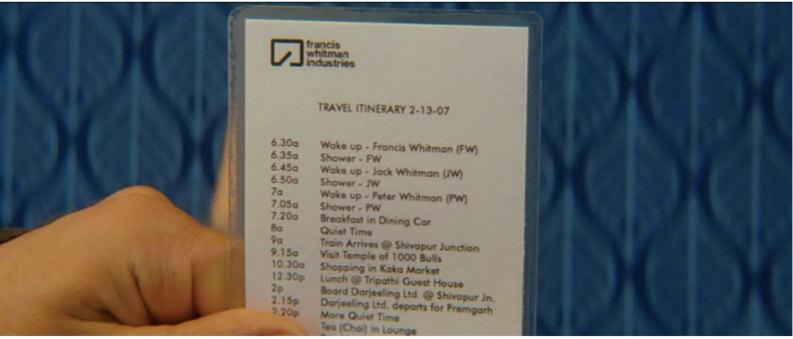 francis
whitman
industries
TRAVEL ITINERARY 2-13-07
6.30a Wake up - Francis Whitman (FW)
6.35a Shower - FW
6.45a Wake up - Jack Whitman (JW)
6.50a Shower - JW
7a Wake up - Peter Whitman (PW)
7.05a Shower - PW
7.20a Breakfast in Dining Car
8a Quiet Time
9a Train Arrives @ Shivapur Junction
9.15a Visit Temple of 1000 Bulls
10.30a Shopping in Kaka Market
12.30p Lunch @ Tripathi Guest House
2p Board Darjeeling Ltd. @ Shivapur Jn.
2.15p Darjeeling Ltd. departs for Premgarh
2.20p More Quiet Time
Tea (Chai) in Lounge